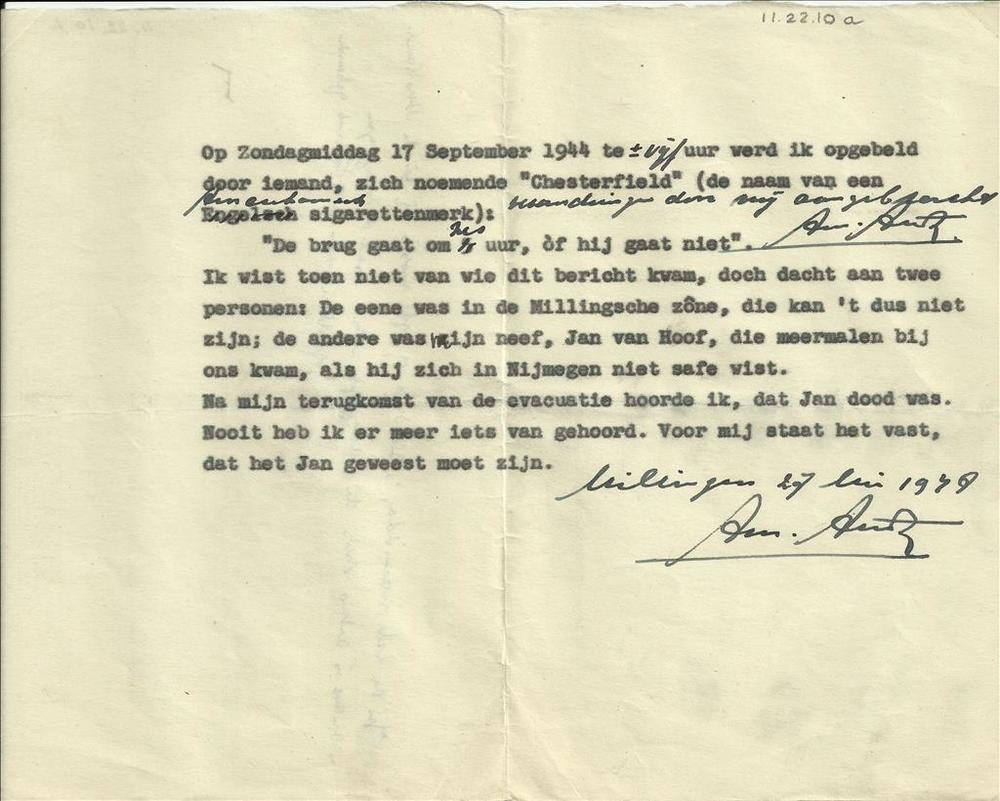 11.22.10 a
Op Zondagmiddag 17 September 1944 te ± vijf uur werd ik opgebeld
door iemand, zich noemende "Chesterfield" (de naam van een
Amerikaansch veranderingen door mij aangebracht
Engelsch sigarettenmerk):
"De brug gaat om zes uur, òf hij gaat niet".
Ik wist toen niet van wie dit bericht kwam, doch dacht aan twee
personen: De eene was in de Millingsche zône, die kan 't dus niet
zijn; de andere was mijn neef, Jan van Hoof, die meermalen bij
ons kwam, als hij zich in Nijmegen niet safe wist.
Na mijn terugkomst van de evacuatie hoorde ik, dat Jan dood was.
Nooit heb ik er meer iets van gehoord. Voor mij staat het vast,
dat het Jan geweest moet zijn.
Millingen 27 Mei 1948